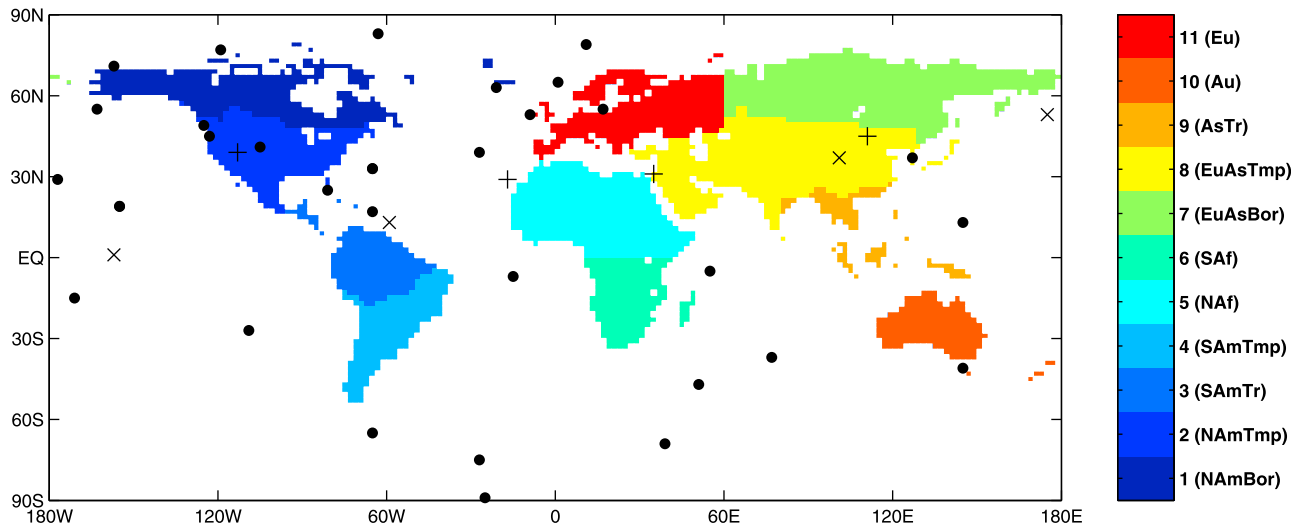 90N
60N
30N
EQ
30S
60S
90S
180W
120W
60W
0
60E
120E
180E
11 (Eu)
10 (Au)
9 (AsTr)
8 (EuAsTmp)
7 (EuAsBor)
6 (SAf)
5 (NAf)
4 (SAmTmp)
3 (SAmTr)
2 (NAmTmp)
1 (NAmBor)